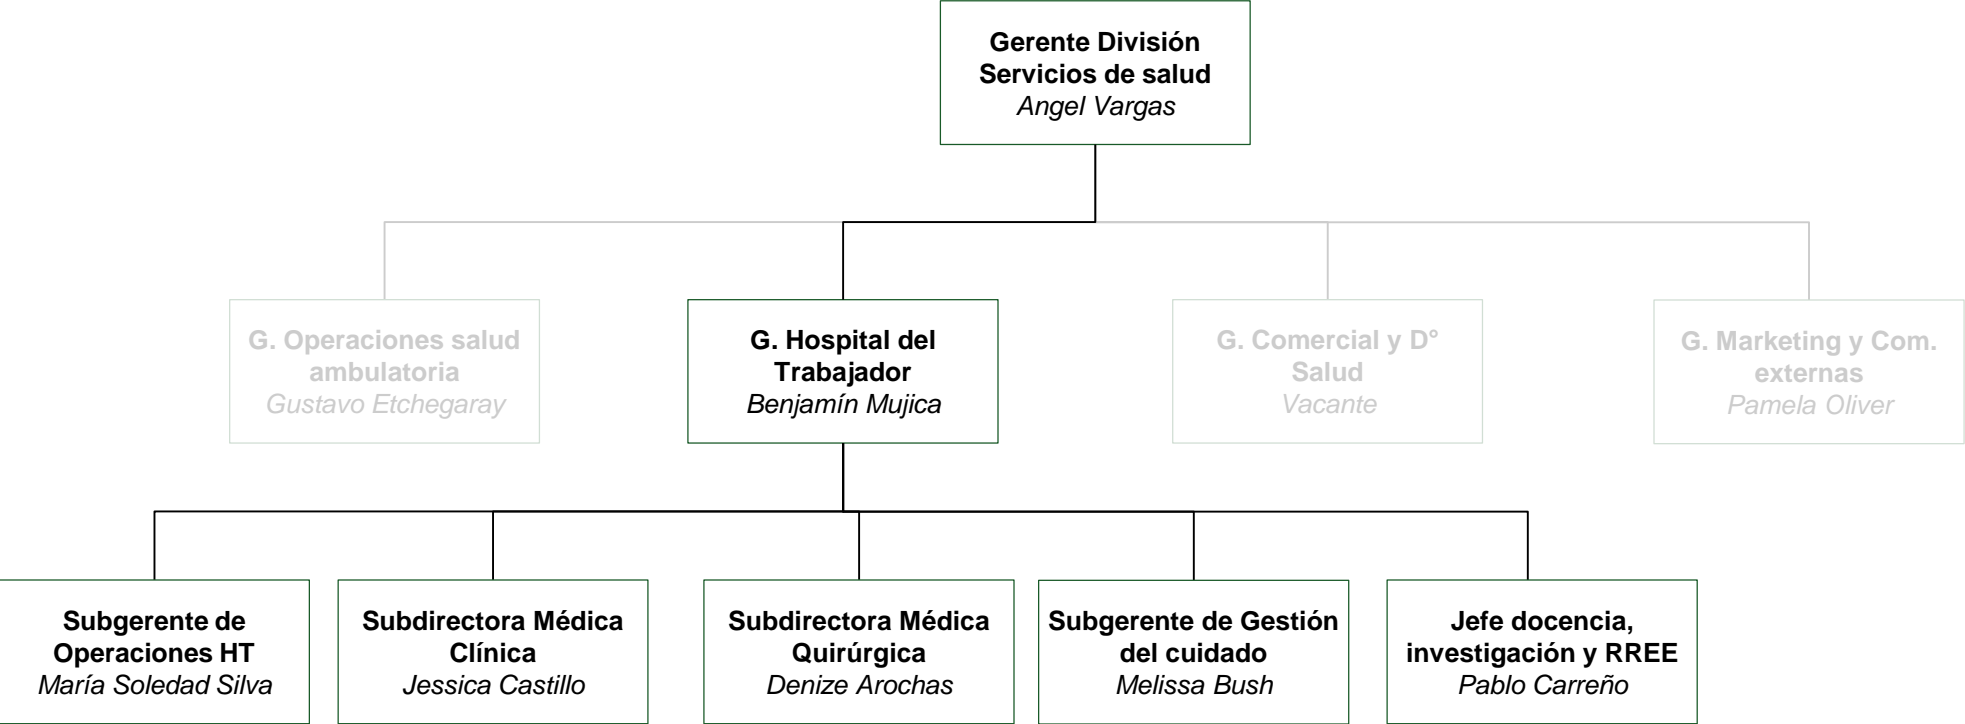 Gerente División
Servicios de salud
Angel Vargas
G. Operaciones salud
ambulatoria
Gustavo Etchegaray
G. Hospital del
Trabajador
Benjamín Mujica
G. Comercial y D°
Salud
Vacante
G. Marketing y Com.
externas
Pamela Oliver
Subgerente de
Operaciones HT
María Soledad Silva
Subdirectora Médica
Clínica
Jessica Castillo
Subdirectora Médica
Quirúrgica
Denize Arochas
Subgerente de Gestión
del cuidado
Melissa Bush
Jefe docencia,
investigación y RREE
Pablo Carreño